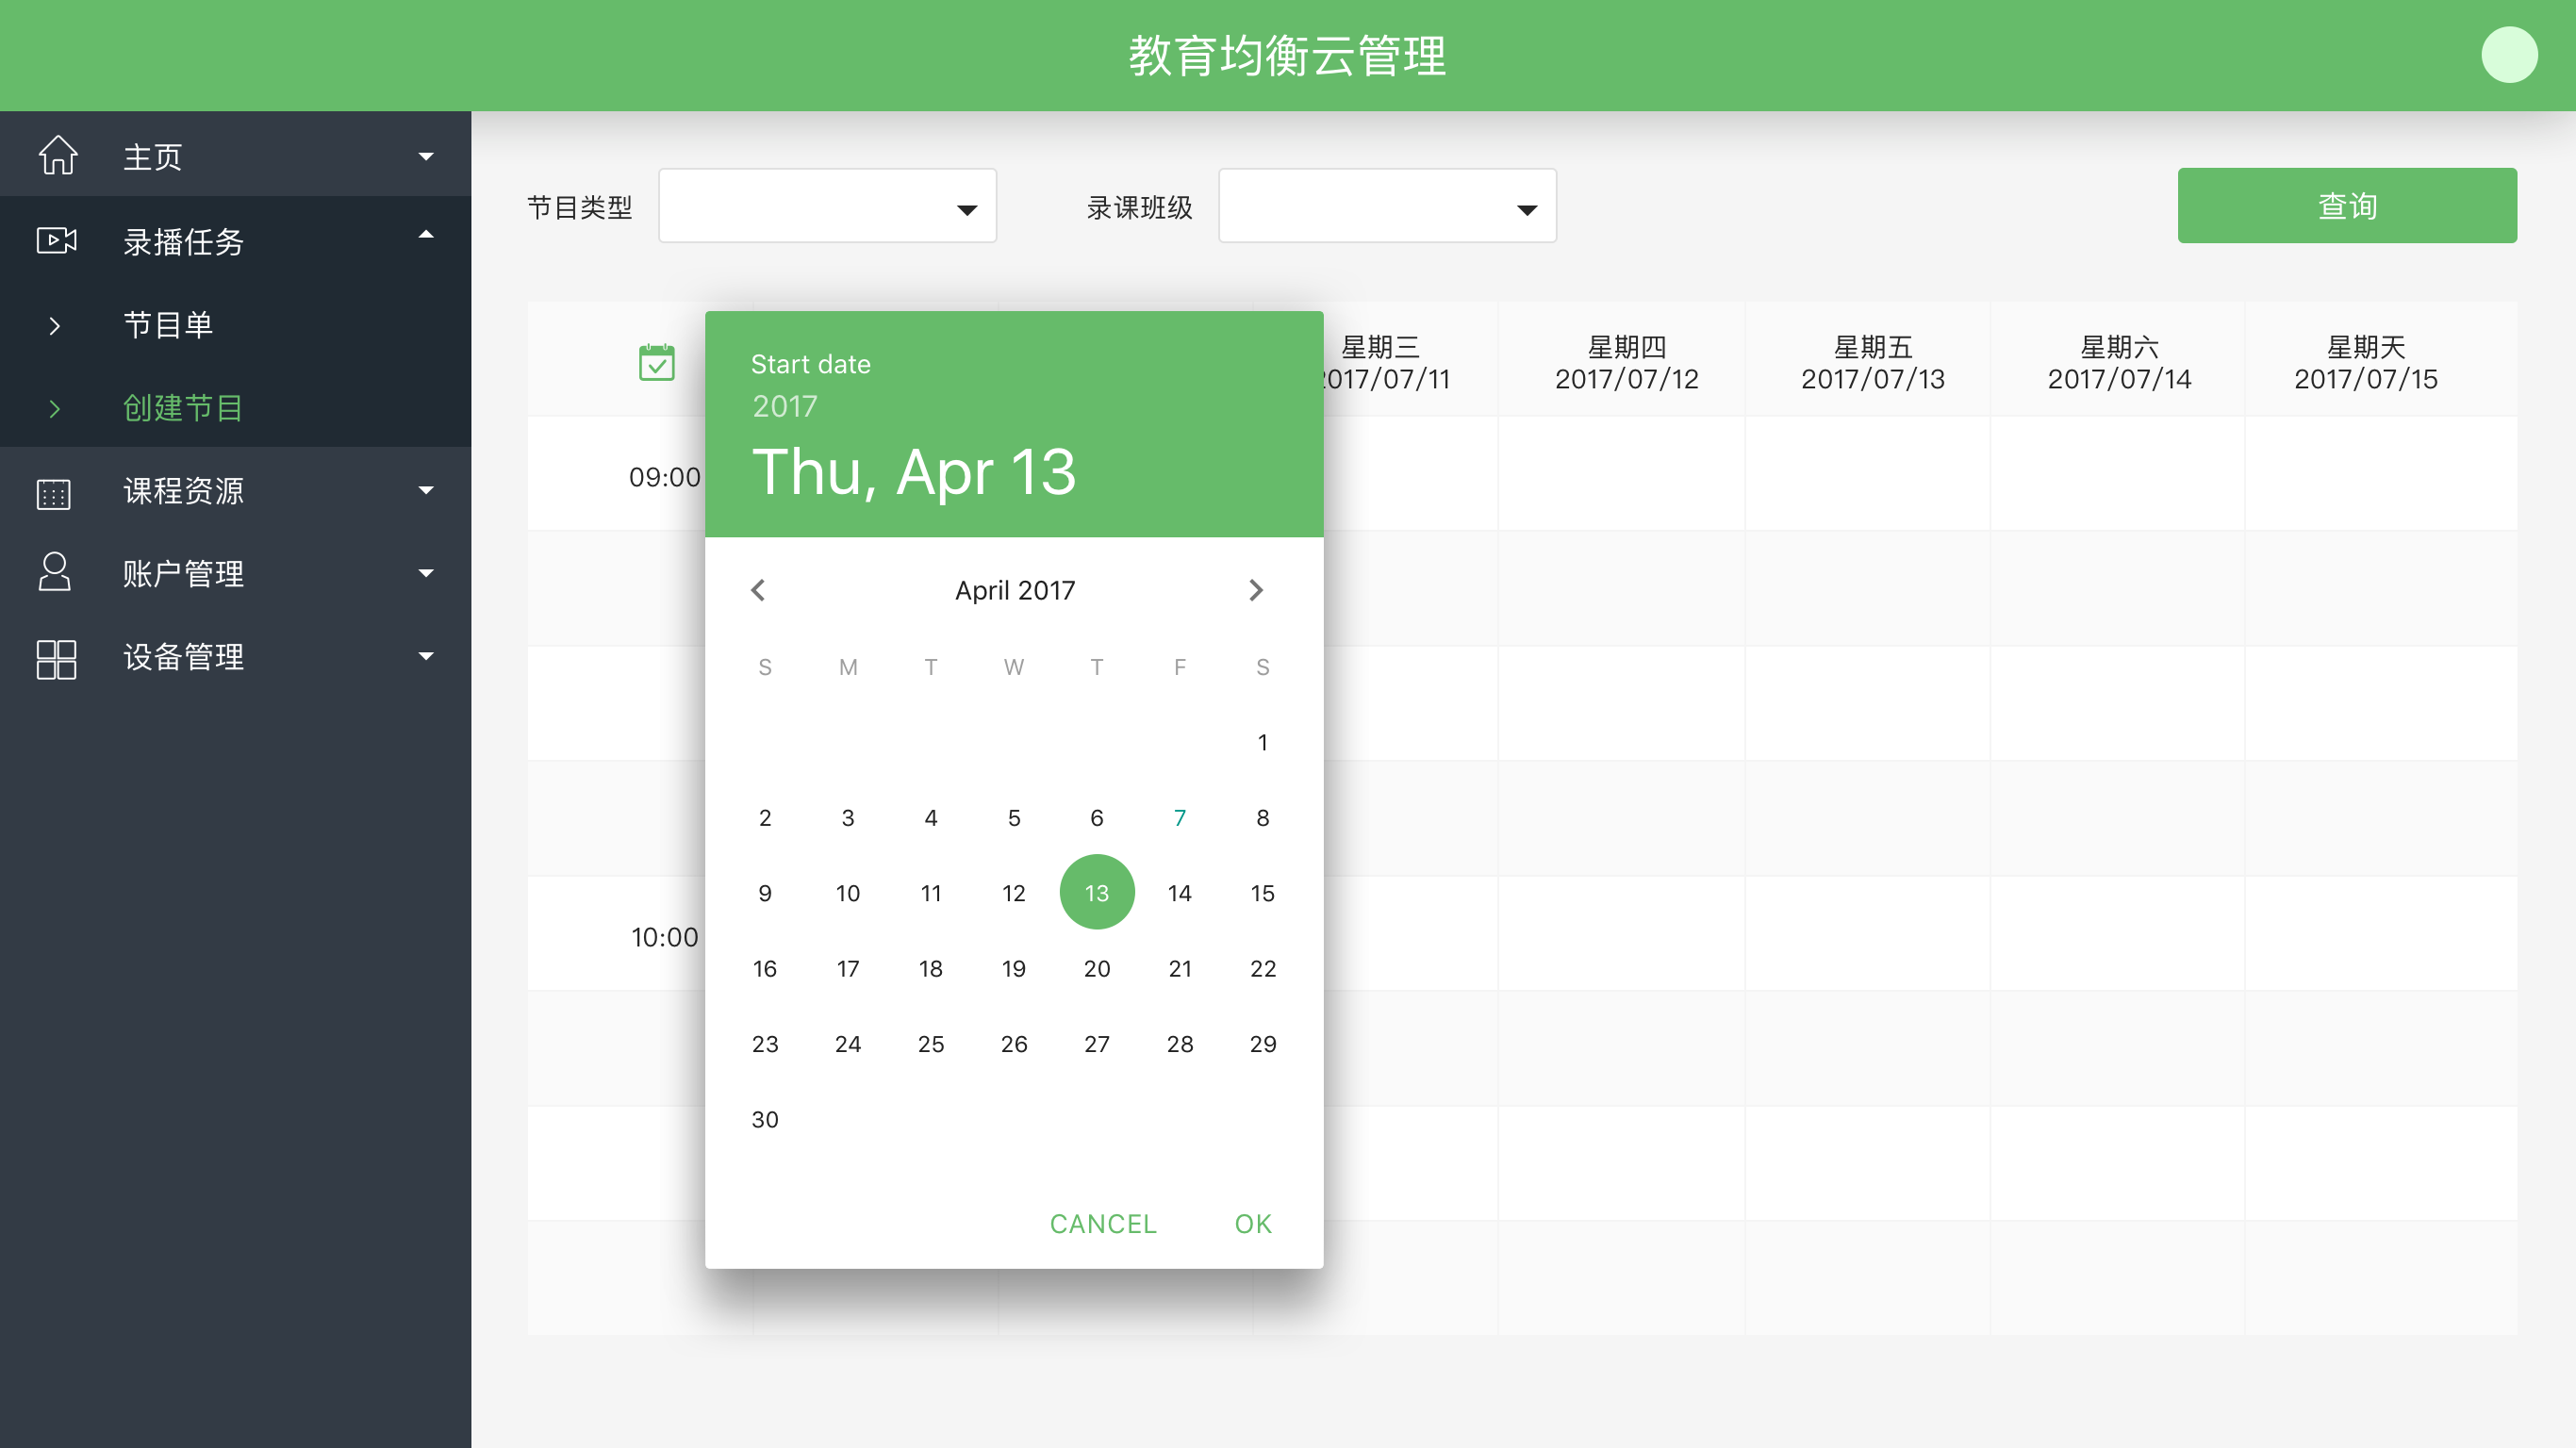 教育均衡云管理
主页
录播任务
节目单
创建节目
课程资源
账户管理
设备管理
节目类型
录课班级
查询
星期三 星期四 星期五 星期六 星期天
017/07/11 2017/07/12 2017/07/13 2017/07/14 2017/07/15
09:00
10:00
Start date
2017
Thu, Apr 13
April 2017
S M T W T F S
1
2 3 4 5 6 7 8
9 10 11 12 13 14 15
16 17 18 19 20 21 22
23 24 25 26 27 28 29
30
CANCEL OK